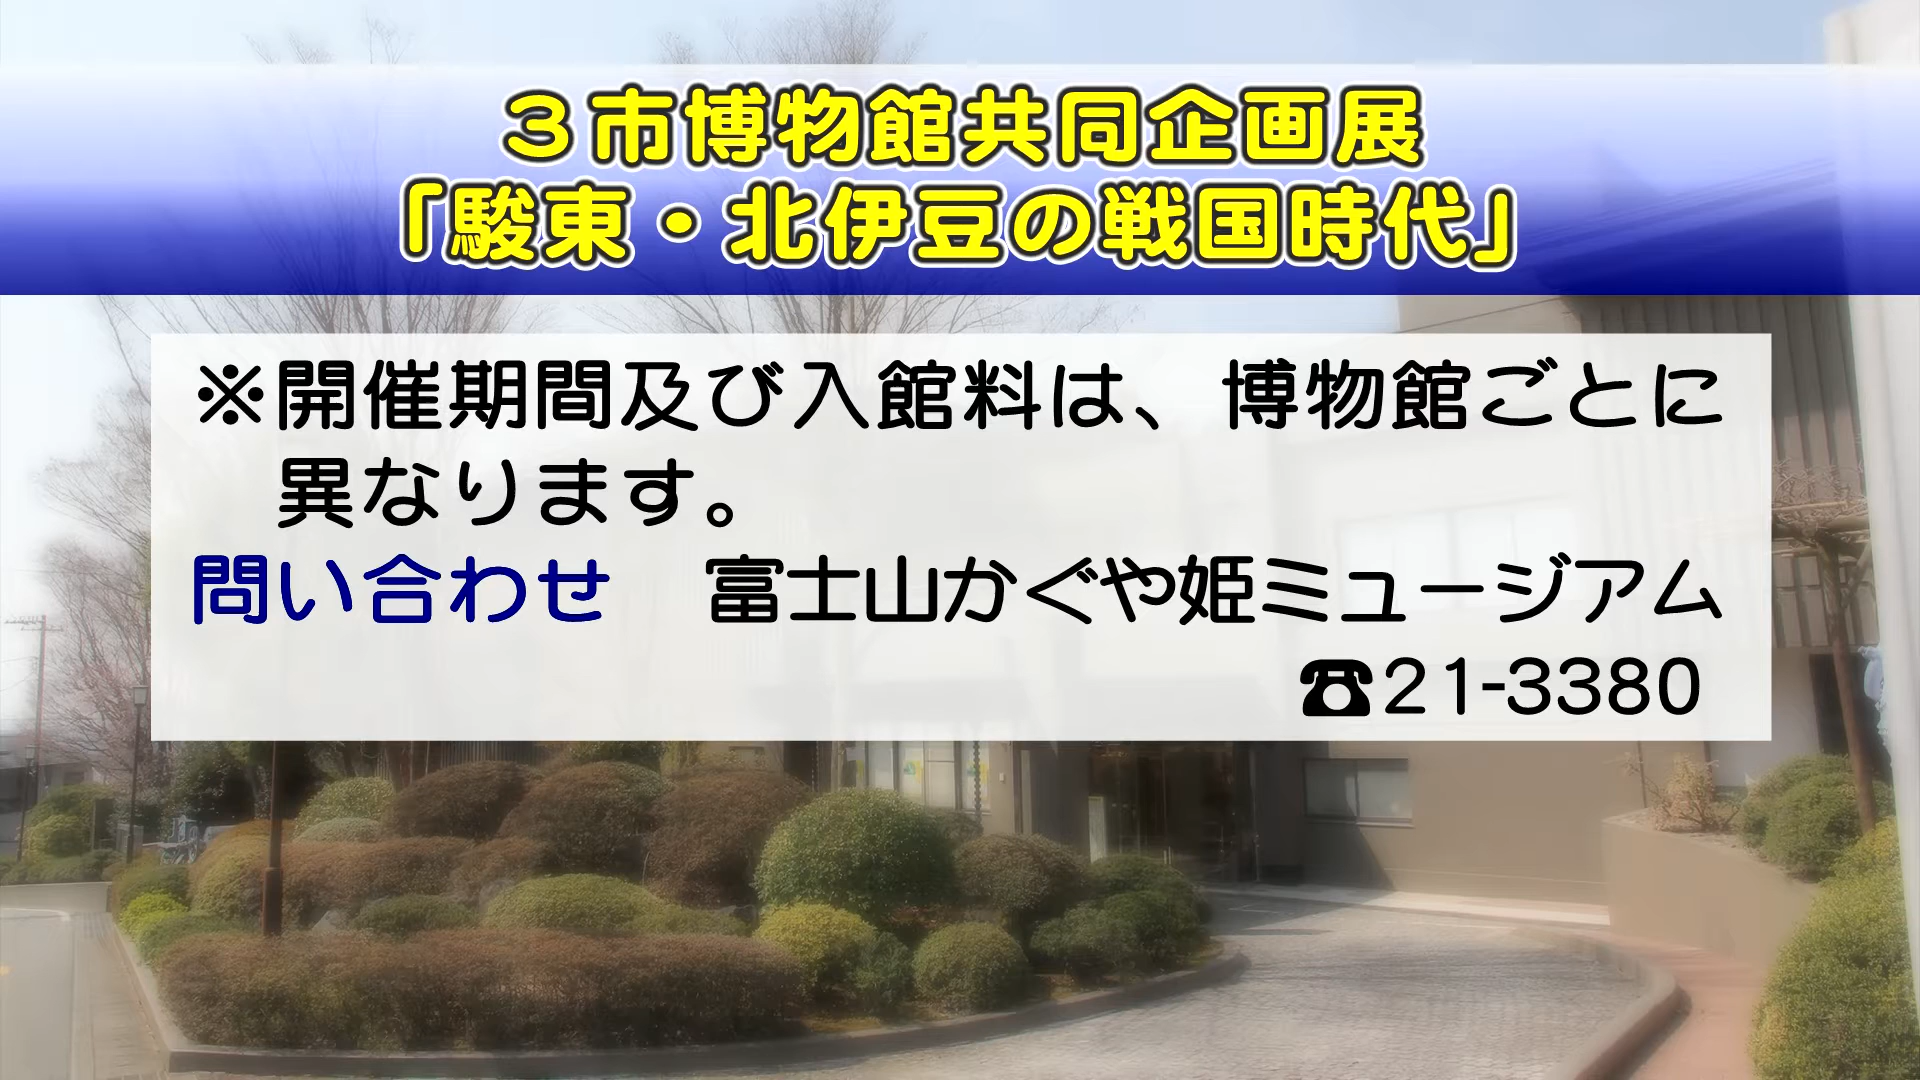 ３市博物館共同企画展
「駿東・北伊豆の戦国時代」
※開催期間及び入館料は、博物館ごとに
異なります。
問い合わせ　富士山かぐや姫ミュージアム
☎21-3380